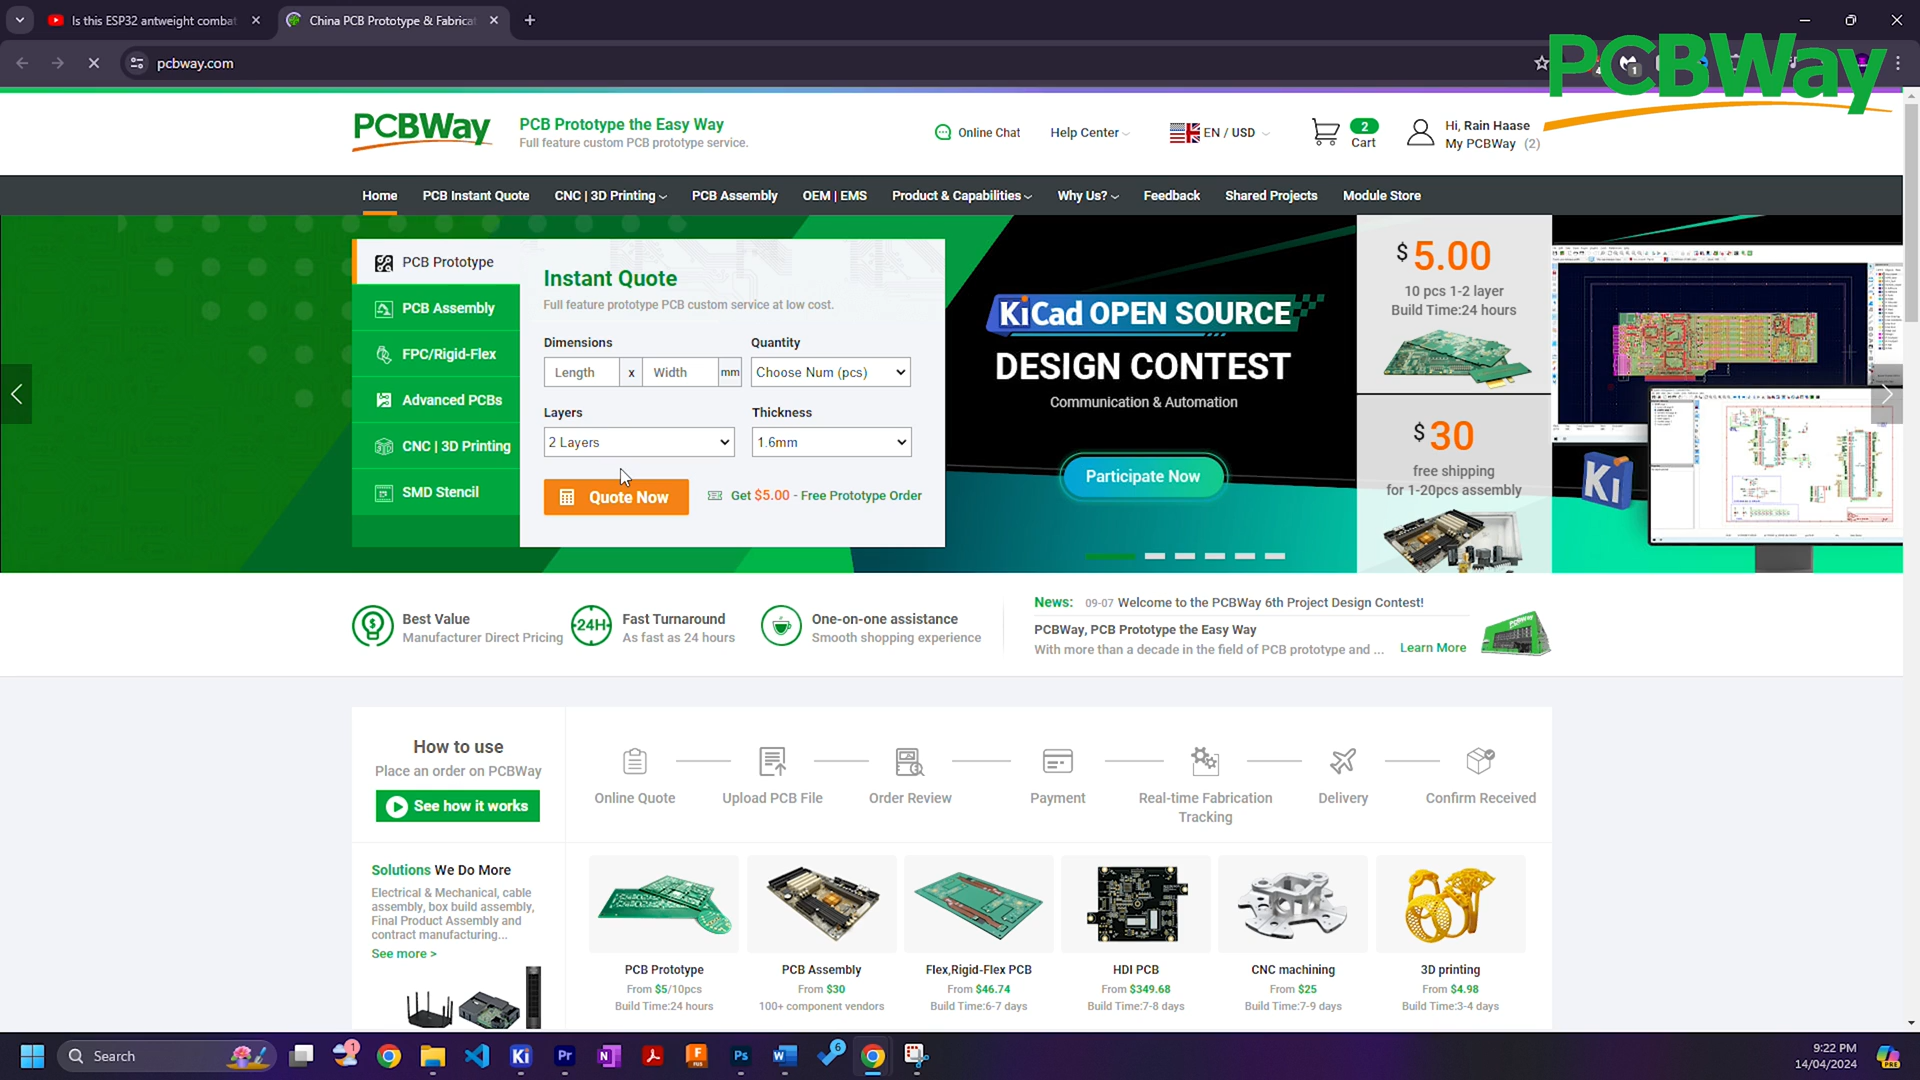 Is this ESP32 antweight combat
China PCB Prototype & Fabricat
pcbway.com
PCBWay
PCBWay
PCB Prototype the Easy Way
Full feature custom PCB prototype service.
Online Chat
Help Center
EN / USD
2
Cart
Hi, Rain Haase
My PCBWay (2)
Home
PCB Instant Quote
CNC | 3D Printing
PCB Assembly
OEM | EMS
Product & Capabilities
Why Us?
Feedback
Shared Projects
Module Store
PCB Prototype
PCB Assembly
FPC/Rigid-Flex
Advanced PCBs
CNC | 3D Printing
SMD Stencil
Instant Quote
Full feature prototype PCB custom service at low cost.
Dimensions
Quantity
Length
x
Width
mm
Choose Num (pcs)
Layers
Thickness
2 Layers
1.6mm
Quote Now
Get $5.00 - Free Prototype Order
KiCad OPEN SOURCE
DESIGN CONTEST
Communication & Automation
Participate Now
$ 5.00
10 pcs 1-2 layer
Build Time:24 hours
$ 30
free shipping
for 1-20pcs assembly
Ki
Best Value
Manufacturer Direct Pricing
24H
Fast Turnaround
As fast as 24 hours
One-on-one assistance
Smooth shopping experience
News: 09-07 Welcome to the PCBWay 6th Project Design Contest!
PCBWay, PCB Prototype the Easy Way
With more than a decade in the field of PCB prototype and ...
Learn More
How to use
Place an order on PCBWay
See how it works
Online Quote
Upload PCB File
Order Review
Payment
Real-time Fabrication
Tracking
Delivery
Confirm Received
Solutions We Do More
Electrical & Mechanical, cable
assembly, box build assembly,
Final Product Assembly and
contract manufacturing...
See more >
PCB Prototype
From $5/10pcs
Build Time:24 hours
PCB Assembly
From $30
100+ component vendors
Flex,Rigid-Flex PCB
From $46.74
Build Time:6-7 days
HDI PCB
From $349.68
Build Time:7-8 days
CNC machining
From $25
Build Time:7-9 days
3D printing
From $4.98
Build Time:3-4 days
Search
1
Ki
Pr
N
F
Ps
W
6
9:22 PM
14/04/2024